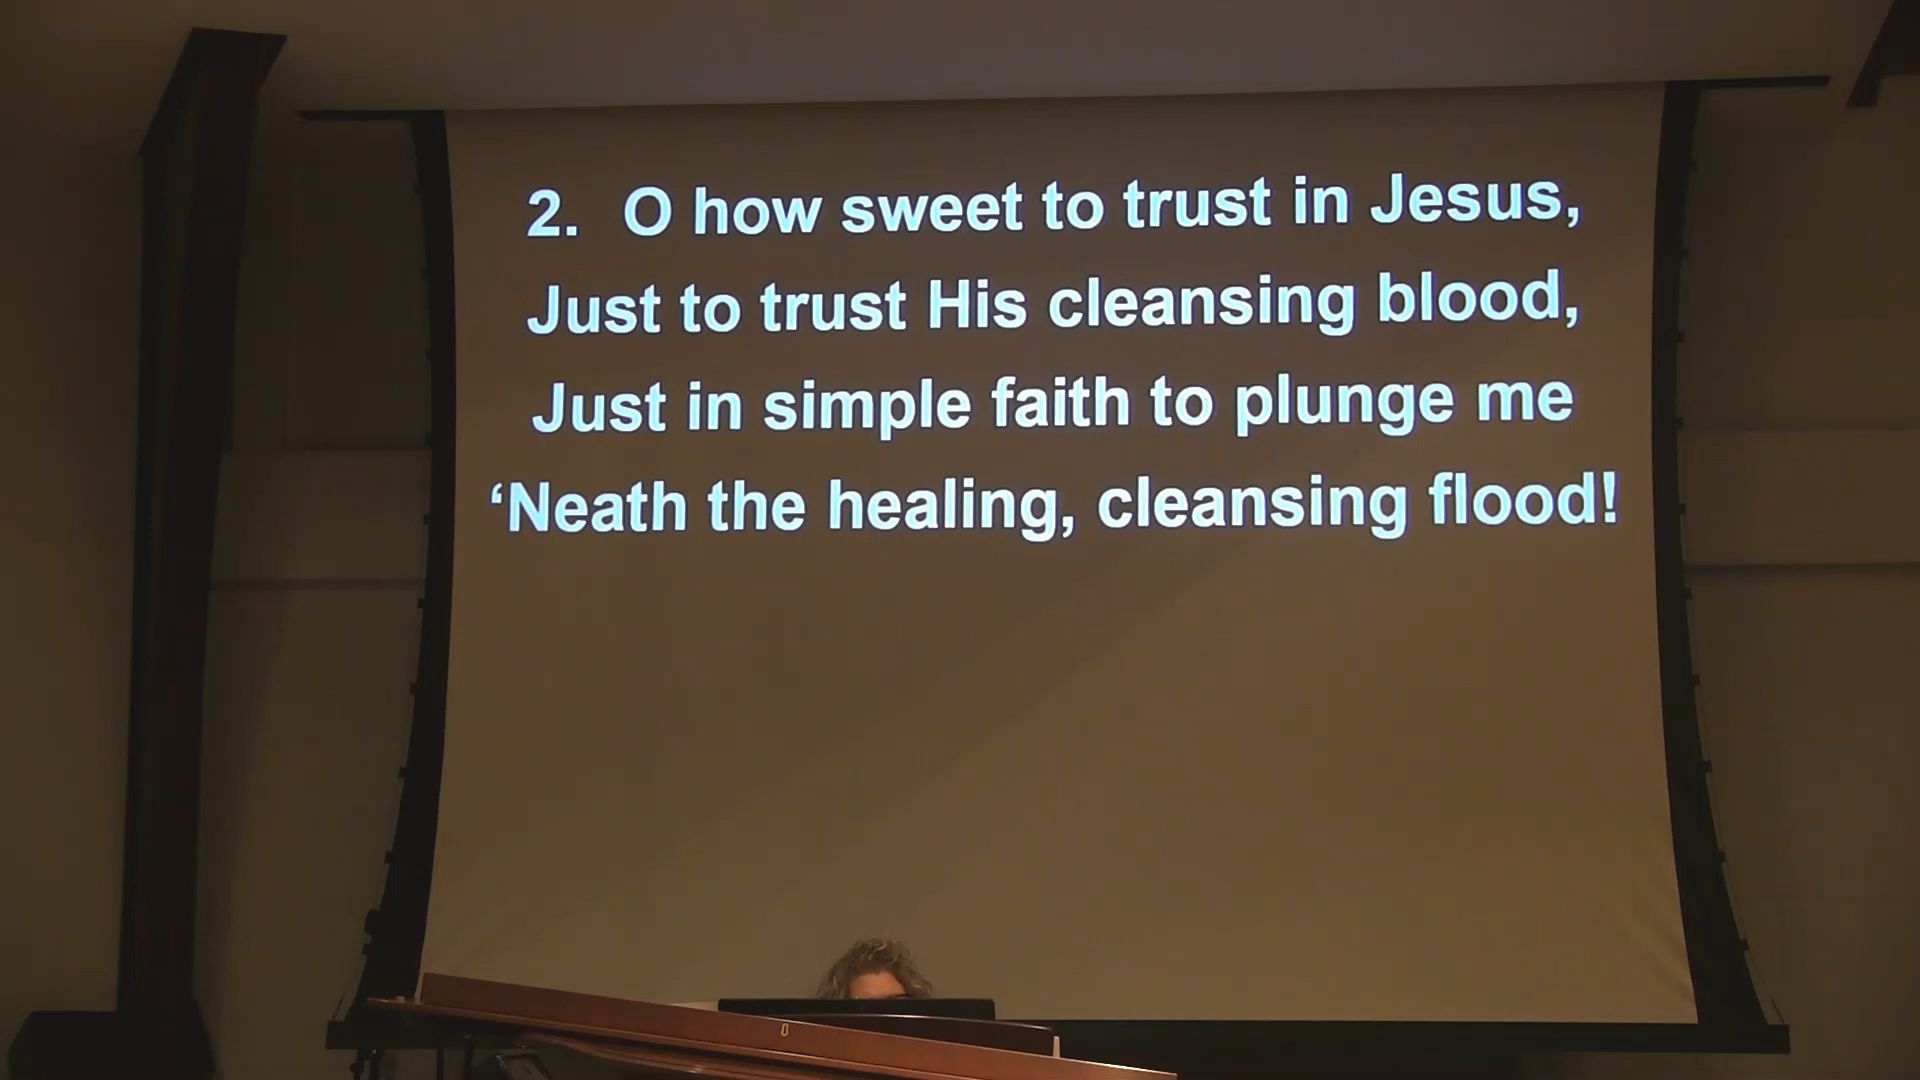 2. O how sweet to trust in Jesus,
Just to trust His cleansing blood,
Just in simple faith to plunge me
‘Neath the healing, cleansing flood!